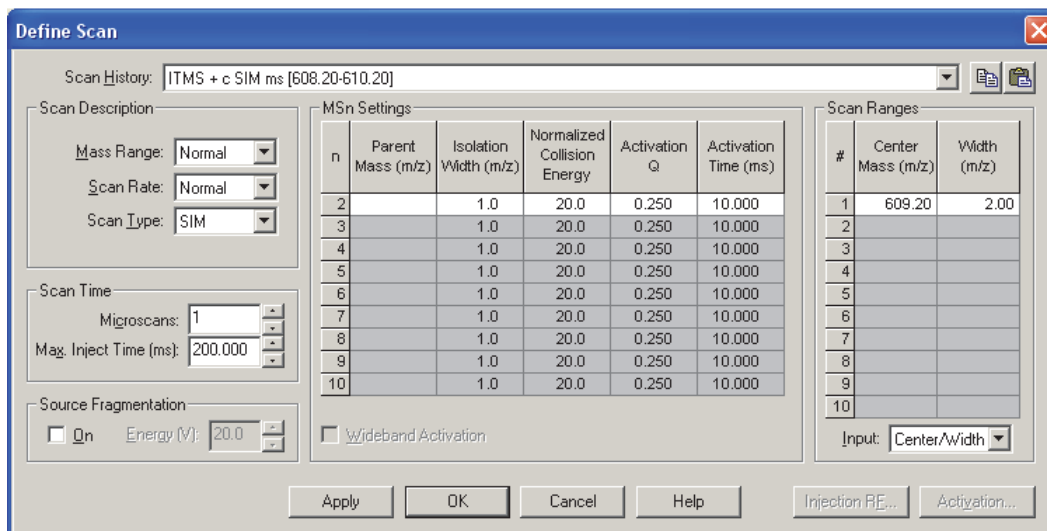 Define Scan
Scan History: ITMS + c SIM ms [608.20-610.20]
Scan Description
Mass Range: Normal
Scan Rate: Normal
Scan Type: SIM
Scan Time
Microscans: 1
Max. Inject Time (ms): 200.000
Source Fragmentation
On Energy (V): 20.0
MSn Settings
n Parent Mass (m/z) Isolation Width (m/z) Normalized Collision Energy Activation Q Activation Time (ms)
2 1.0 20.0 0.250 10.000
3 1.0 20.0 0.250 10.000
4 1.0 20.0 0.250 10.000
5 1.0 20.0 0.250 10.000
6 1.0 20.0 0.250 10.000
7 1.0 20.0 0.250 10.000
8 1.0 20.0 0.250 10.000
9 1.0 20.0 0.250 10.000
10 1.0 20.0 0.250 10.000
Wideband Activation
Scan Ranges
# Center Mass (m/z) Width (m/z)
1 609.20 2.00
2
3
4
5
6
7
8
9
10
Input: Center/Width
Apply OK Cancel Help Injection RF... Activation...